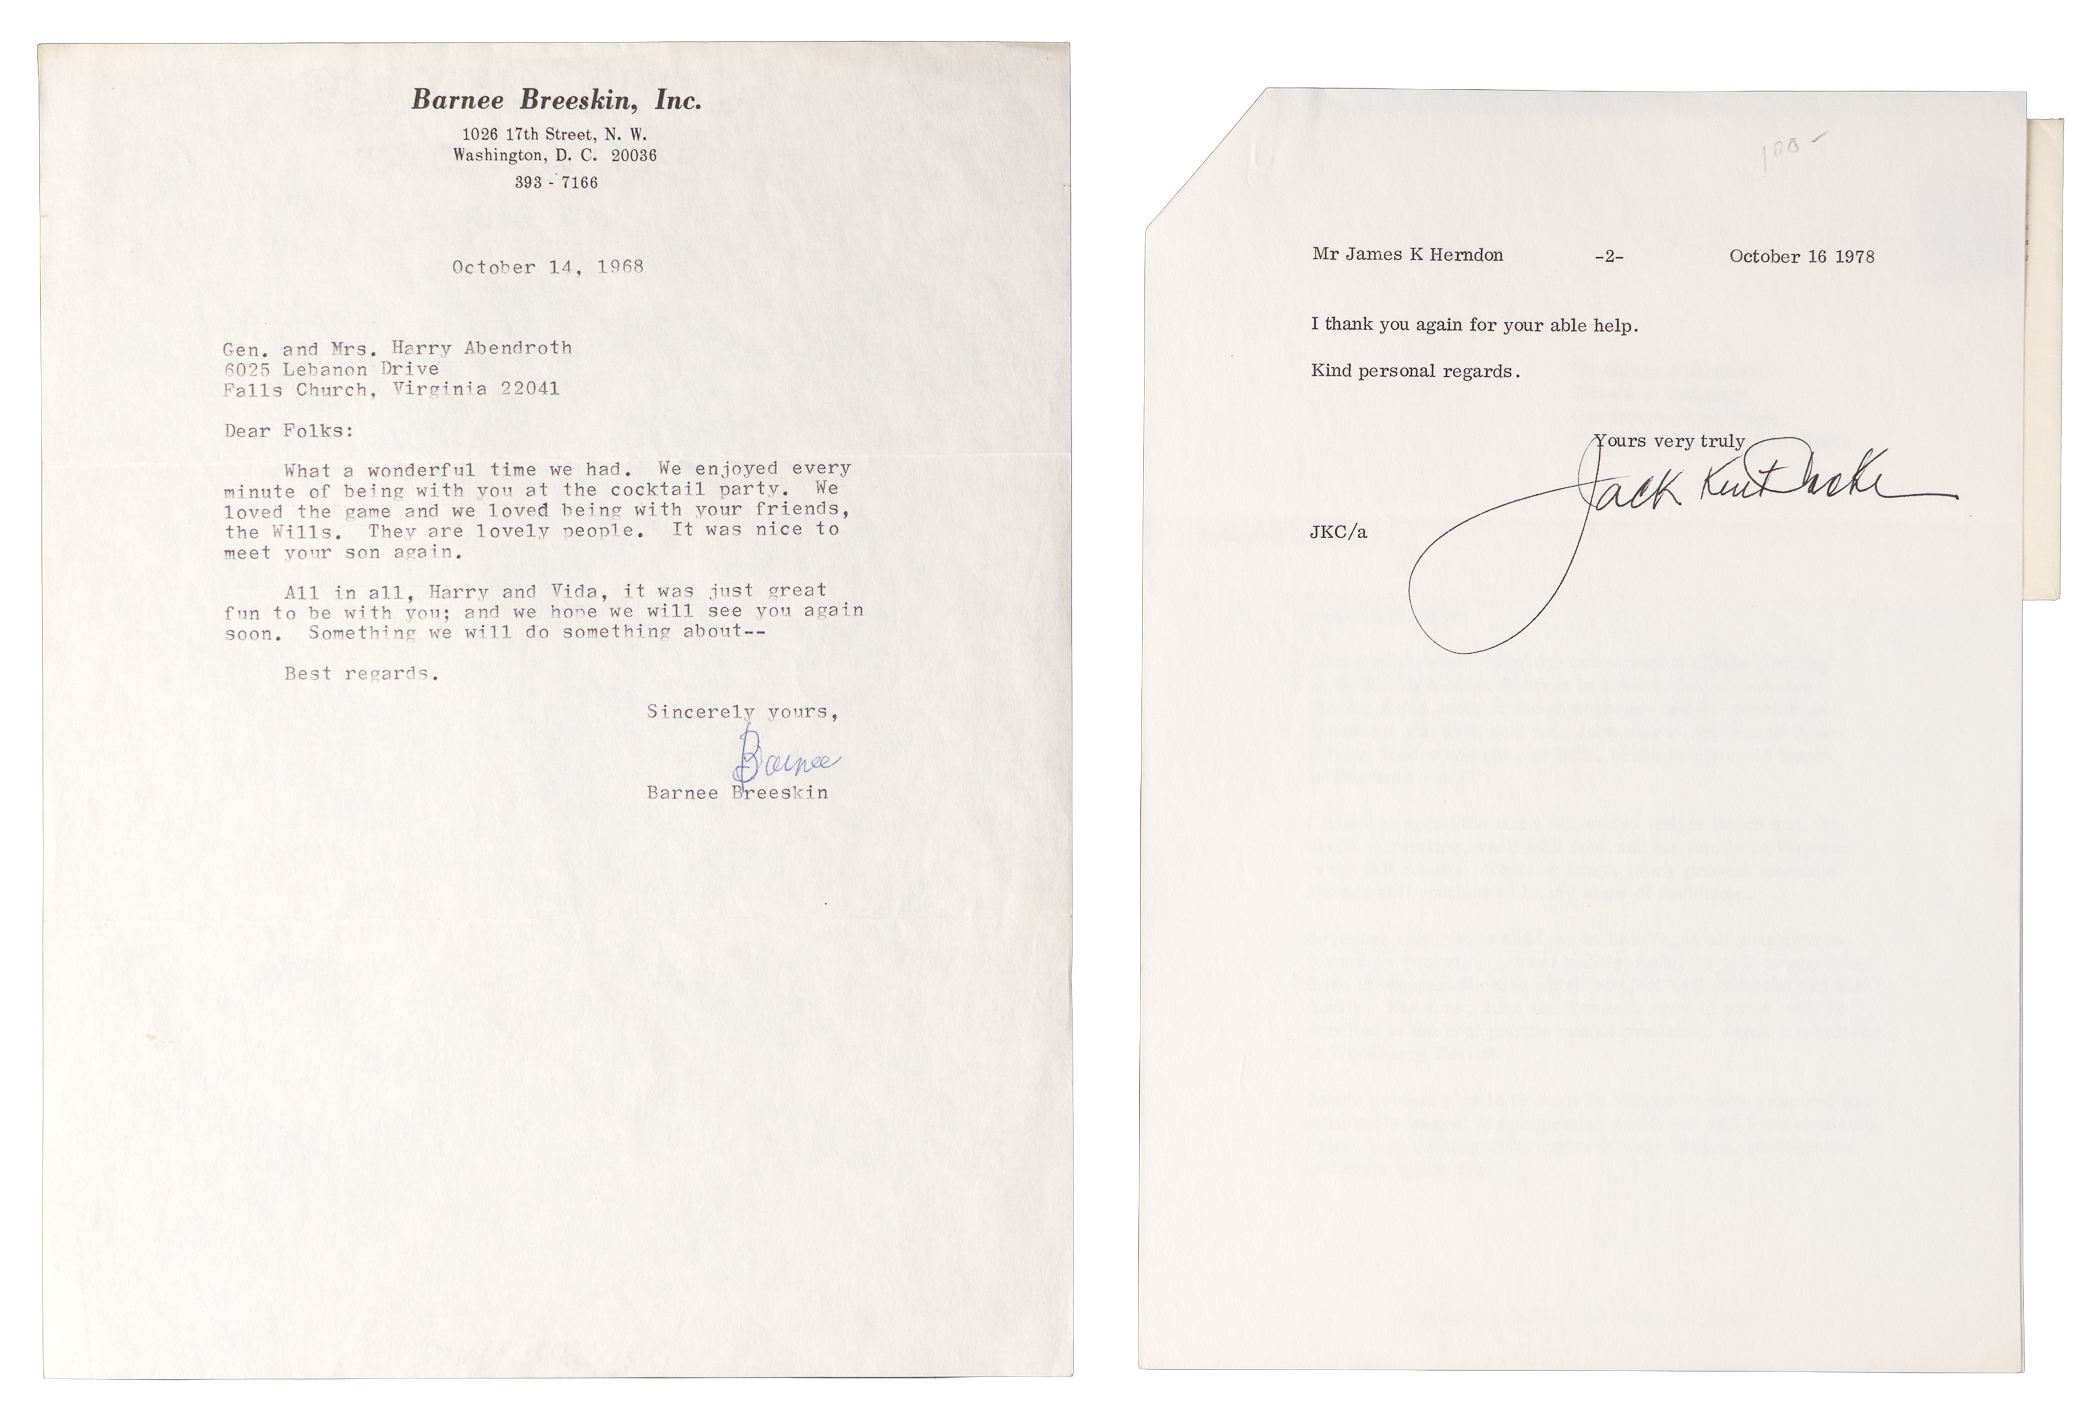 Barnee Breeskin, Inc.
1026 17th Street, N. W.
Washington, D. C. 20036
393 - 7166
October 14, 1968
Gen. and Mrs. Harry Abendroth
6025 Lebanon Drive
Falls Church, Virginia 22041
Dear Folks:
What a wonderful time we had. We enjoyed every
minute of being with you at the cocktail party. We
loved the game and we loved being with your friends,
the Wills. They are lovely people. It was nice to
meet your son again.
All in all, Harry and Vida, it was just great
fun to be with you; and we hope we will see you again
soon. Something we will do something about--
Best regards.
Sincerely yours,
Barnee
Barnee Breeskin
100 -
Mr James K Herndon -2- October 16 1978
I thank you again for your able help.
Kind personal regards.
Yours very truly
Jack Kent Cooke
JKC/a